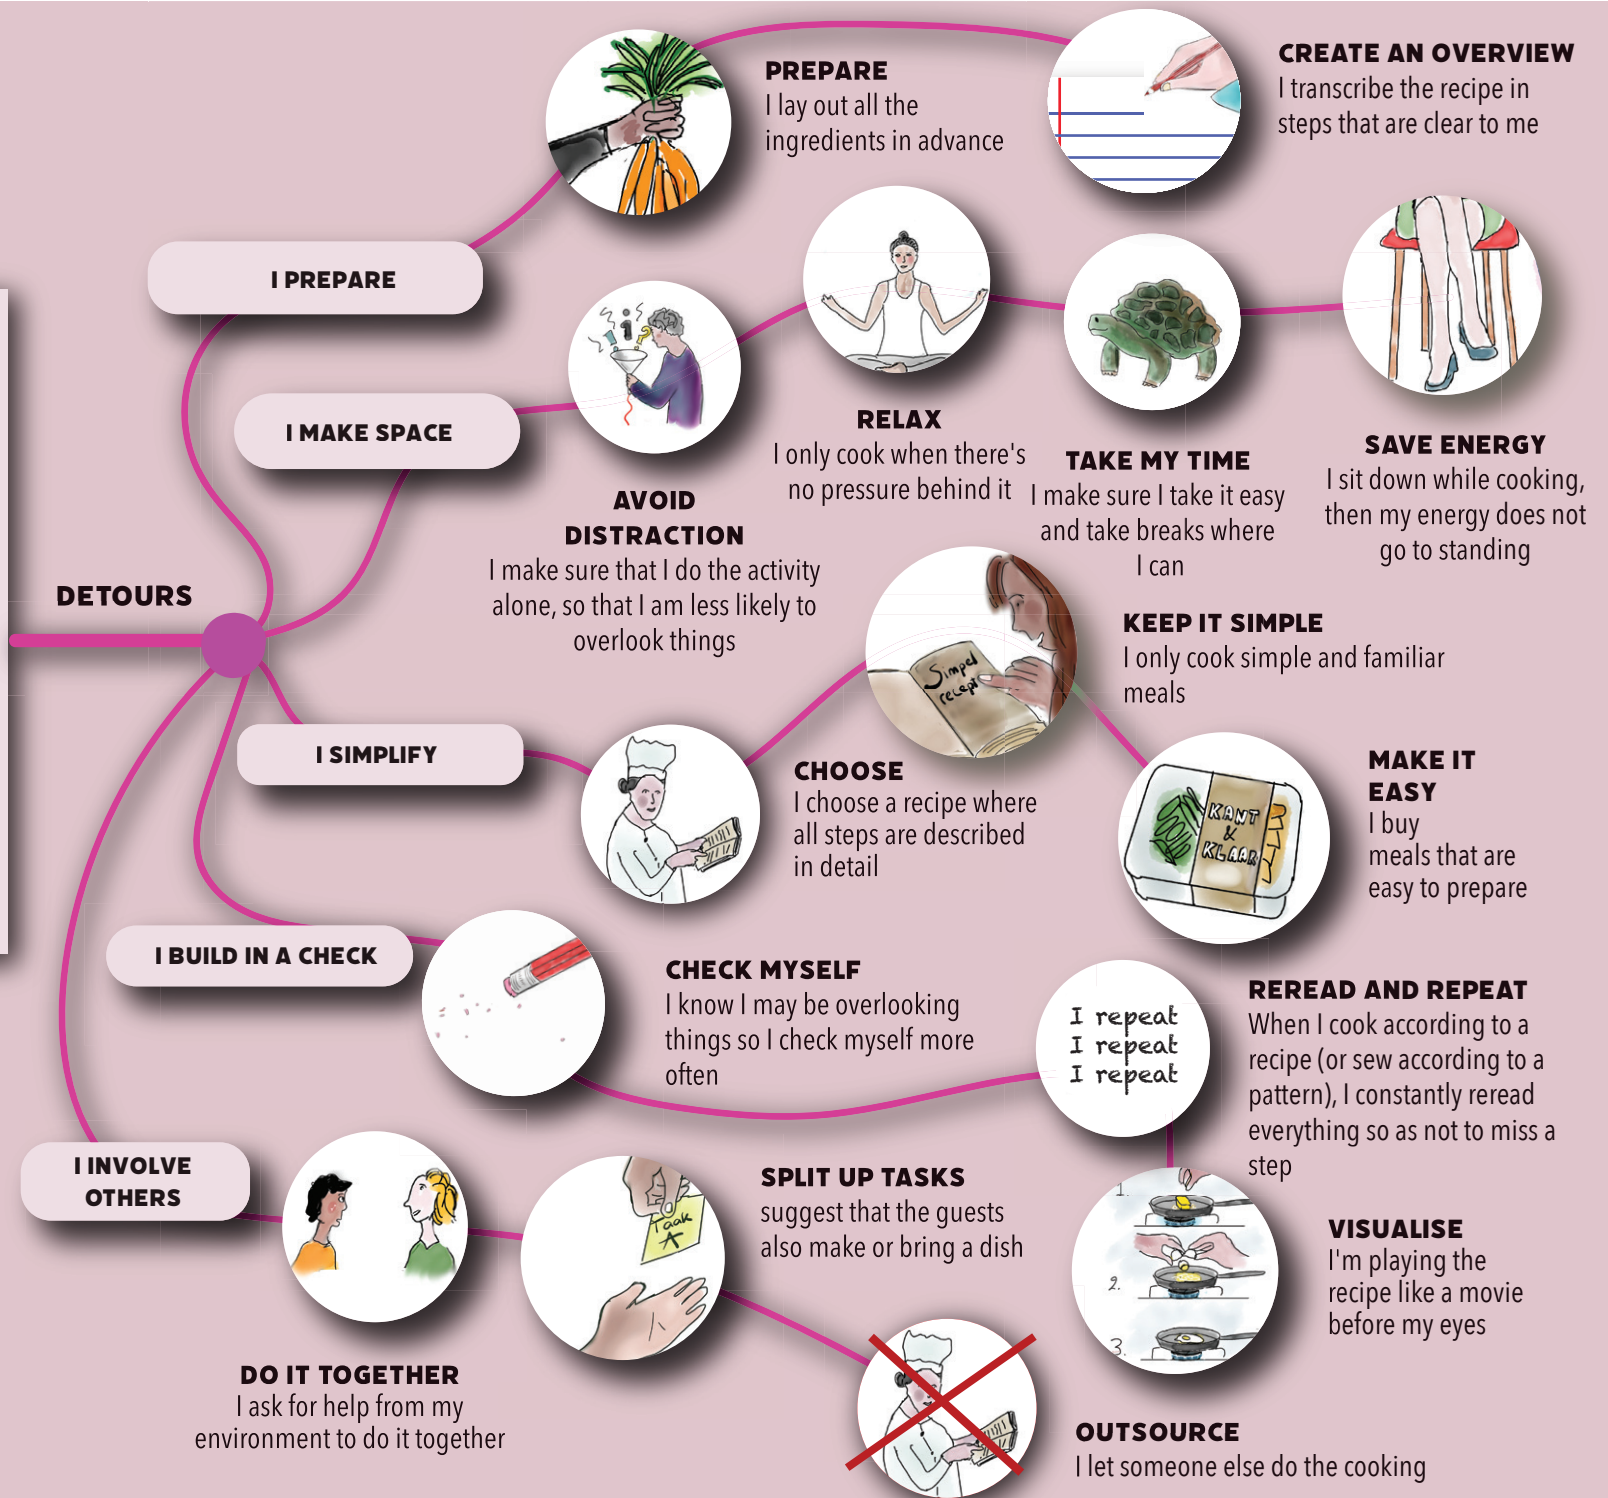 PREPARE
I lay out all the
ingredients in advance
CREATE AN OVERVIEW
I transcribe the recipe in
steps that are clear to me
I PREPARE
I MAKE SPACE
AVOID
DISTRACTION
I make sure that I do the activity
alone, so that I am less likely to
overlook things
RELAX
I only cook when there's
no pressure behind it
TAKE MY TIME
I make sure I take it easy
and take breaks where
I can
SAVE ENERGY
I sit down while cooking,
then my energy does not
go to standing
DETOURS
I SIMPLIFY
CHOOSE
I choose a recipe where
all steps are described
in detail
Simpel
recept
KEEP IT SIMPLE
I only cook simple and familiar
meals
KANT
&
KLAAR
MAKE IT
EASY
I buy
meals that are
easy to prepare
I BUILD IN A CHECK
CHECK MYSELF
I know I may be overlooking
things so I check myself more
often
I repeat
I repeat
I repeat
REREAD AND REPEAT
When I cook according to a
recipe (or sew according to a
pattern), I constantly reread
everything so as not to miss a
step
1.
2.
3.
VISUALISE
I'm playing the
recipe like a movie
before my eyes
I INVOLVE
OTHERS
DO IT TOGETHER
I ask for help from my
environment to do it together
Taak
A
SPLIT UP TASKS
suggest that the guests
also make or bring a dish
OUTSOURCE
I let someone else do the cooking